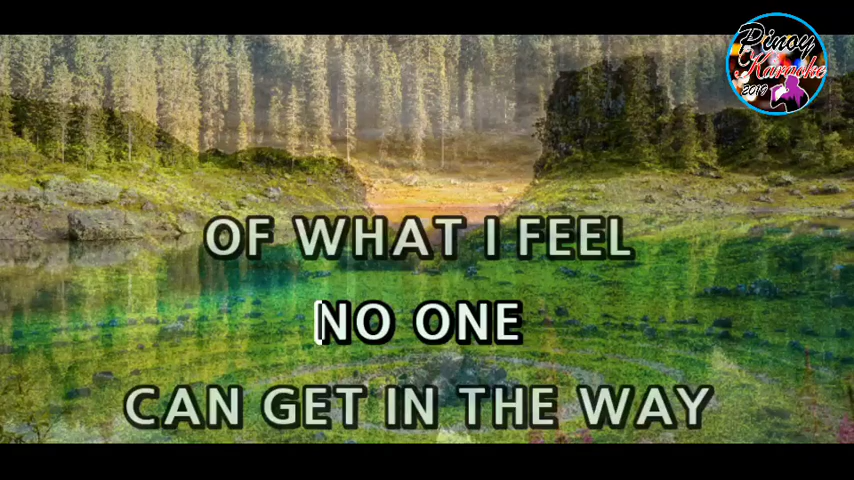 Pinoy
Karaoke
2019
OF WHAT I FEEL
NO ONE
CAN GET IN THE WAY